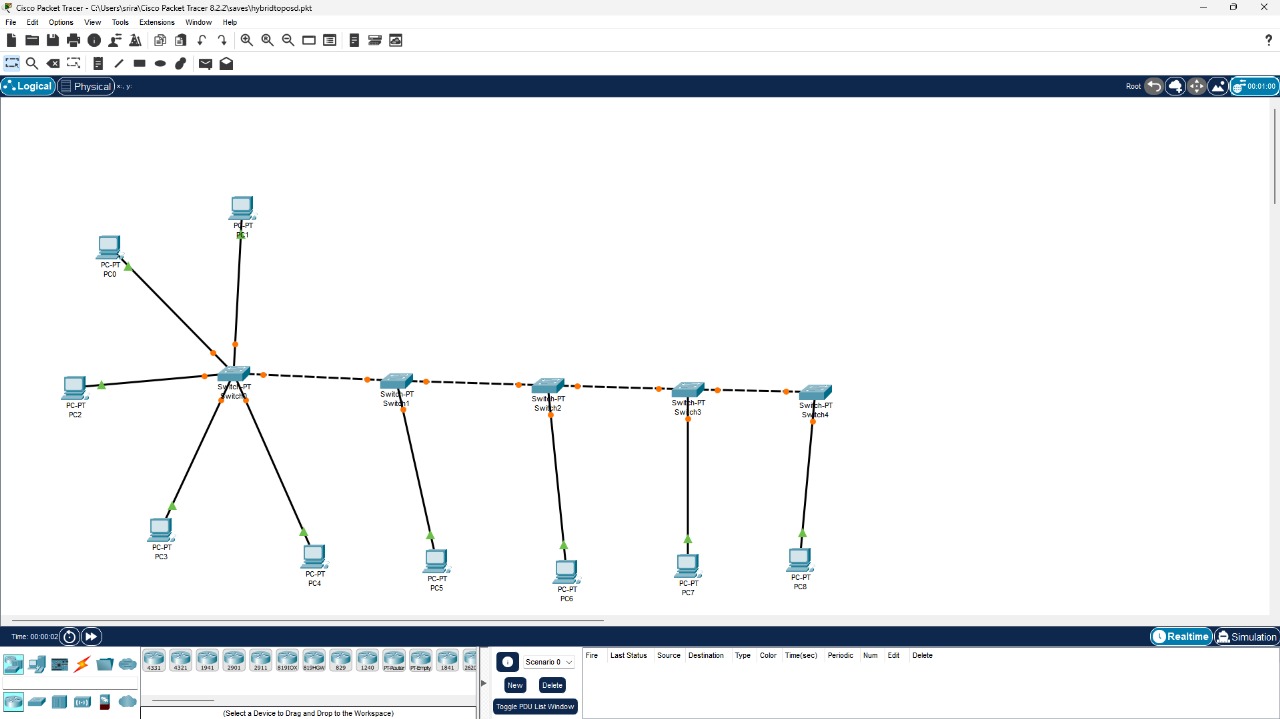 Cisco Packet Tracer - C:\Users\srira\Cisco Packet Tracer 8.2.2\saves\hybridtoposd.pkt
File Edit Options View Tools Extensions Window Help
Logical Physical x:, y: Root 00:01:00
PC-PT
PC1
PC-PT
PC0
PC-PT
PC2
Switch-PT
Switch0
Switch-PT
Switch1
Switch-PT
Switch2
Switch-PT
Switch3
Switch-PT
Switch4
PC-PT
PC3
PC-PT
PC4
PC-PT
PC5
PC-PT
PC6
PC-PT
PC7
PC-PT
PC8
Time: 00:00:02 Realtime Simulation
4331 4321 1941 2901 2911 819IOX 819HGW 829 1240 PT-Router PT-Empty 1841 2620
Scenario 0
New Delete
Toggle PDU List Window
Fire Last Status Source Destination Type Color Time(sec) Periodic Num Edit Delete
(Select a Device to Drag and Drop to the Workspace)